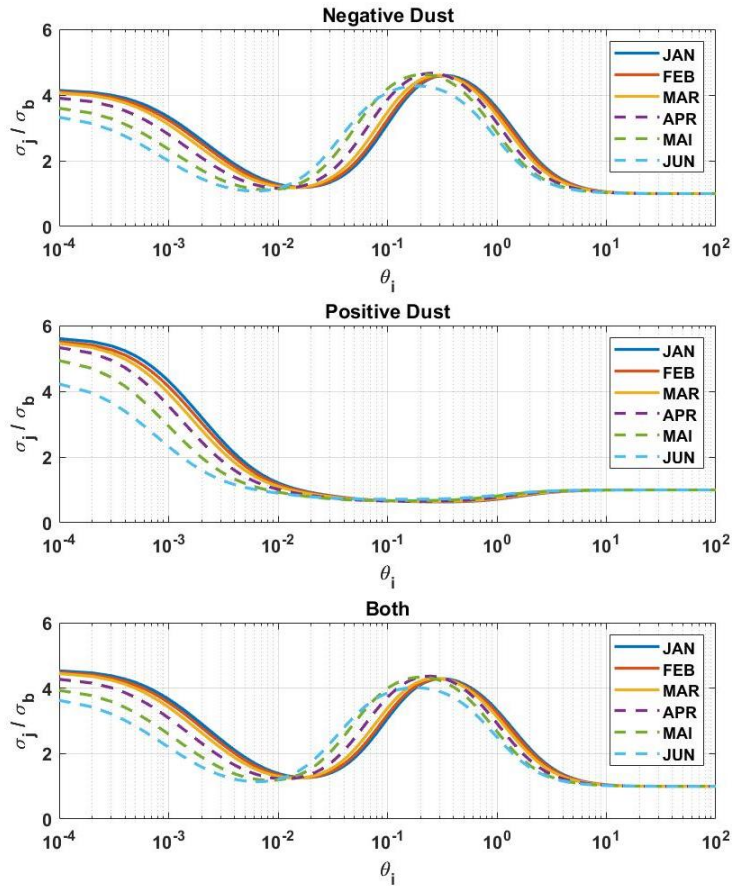 Negative Dust
6
4
2
0
σj / σb
10-4 10-3 10-2 10-1 100 101 102
θi
JAN
FEB
MAR
APR
MAI
JUN
Positive Dust
6
4
2
0
σj / σb
10-4 10-3 10-2 10-1 100 101 102
θi
JAN
FEB
MAR
APR
MAI
JUN
Both
6
4
2
0
σj / σb
10-4 10-3 10-2 10-1 100 101 102
θi
JAN
FEB
MAR
APR
MAI
JUN